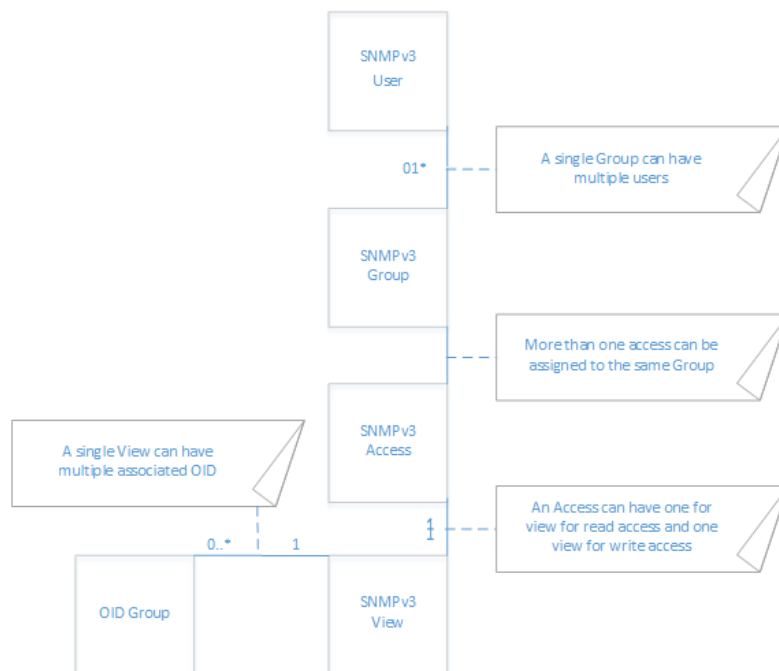 SNMPv3
User
01*
A single Group can have
multiple users
SNMPv3
Group
More than one access can be
assigned to the same Group
SNMPv3
Access
A single View can have
multiple associated OID
1
1
An Access can have one for
view for read access and one
view for write access
0..*
1
OID Group
SNMPv3
View